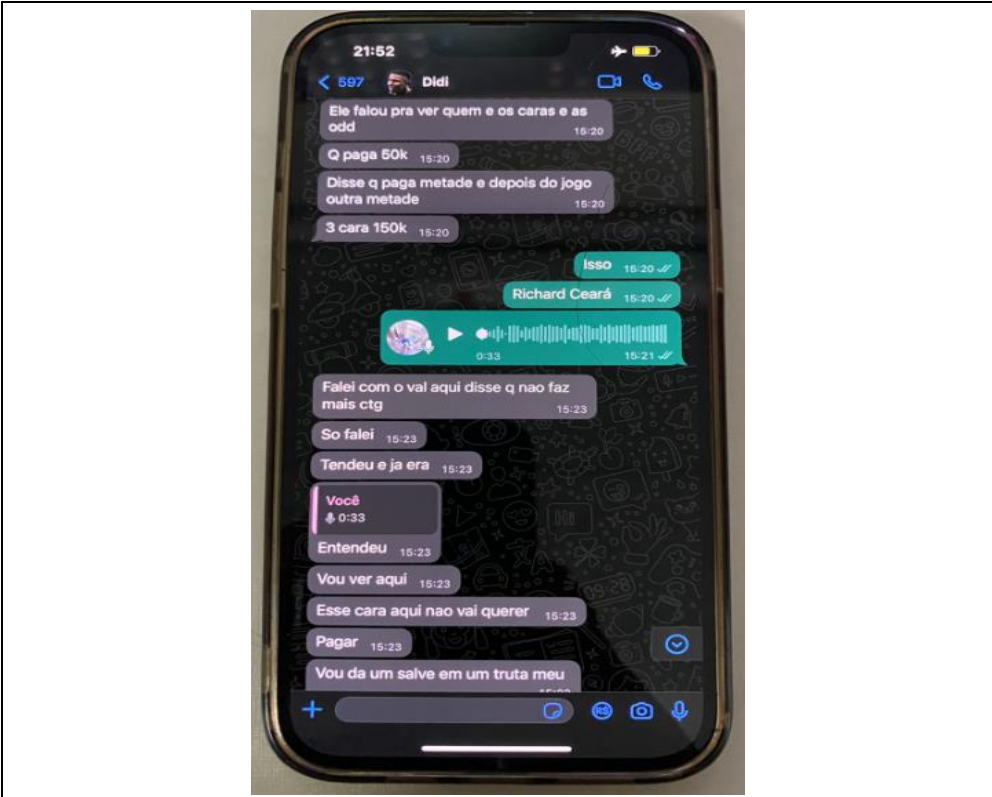 21:52
597 Didi
Ele falou pra ver quem e os caras e as
odd
15:20
Q paga 50k 15:20
Disse q paga metade e depois do jogo
outra metade
15:20
3 cara 150k 15:20
Isso 15:20
Richard Ceará 15:20
0:33 15:21
Falei com o val aqui disse q nao faz
mais ctg
15:23
So falei 15:23
Tendeu e ja era 15:23
Você
0:33
Entendeu 15:23
Vou ver aqui 15:23
Esse cara aqui nao vai querer 15:23
Pagar 15:23
Vou da um salve em um truta meu
R$